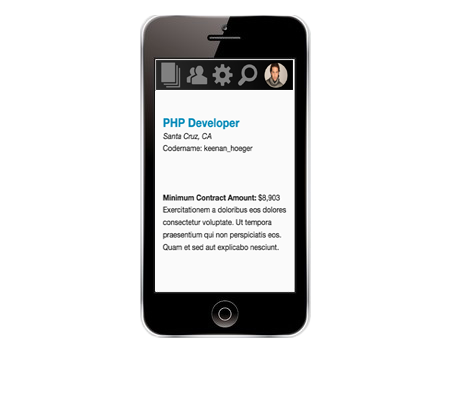 PHP Developer
Santa Cruz, CA
Codename: keenan_hoeger
Minimum Contract Amount: $8,903
Exercitationem a doloribus eos dolores
consectetur voluptate. Ut tempora
praesentium qui non perspiciatis eos.
Quam et sed aut explicabo nesciunt.